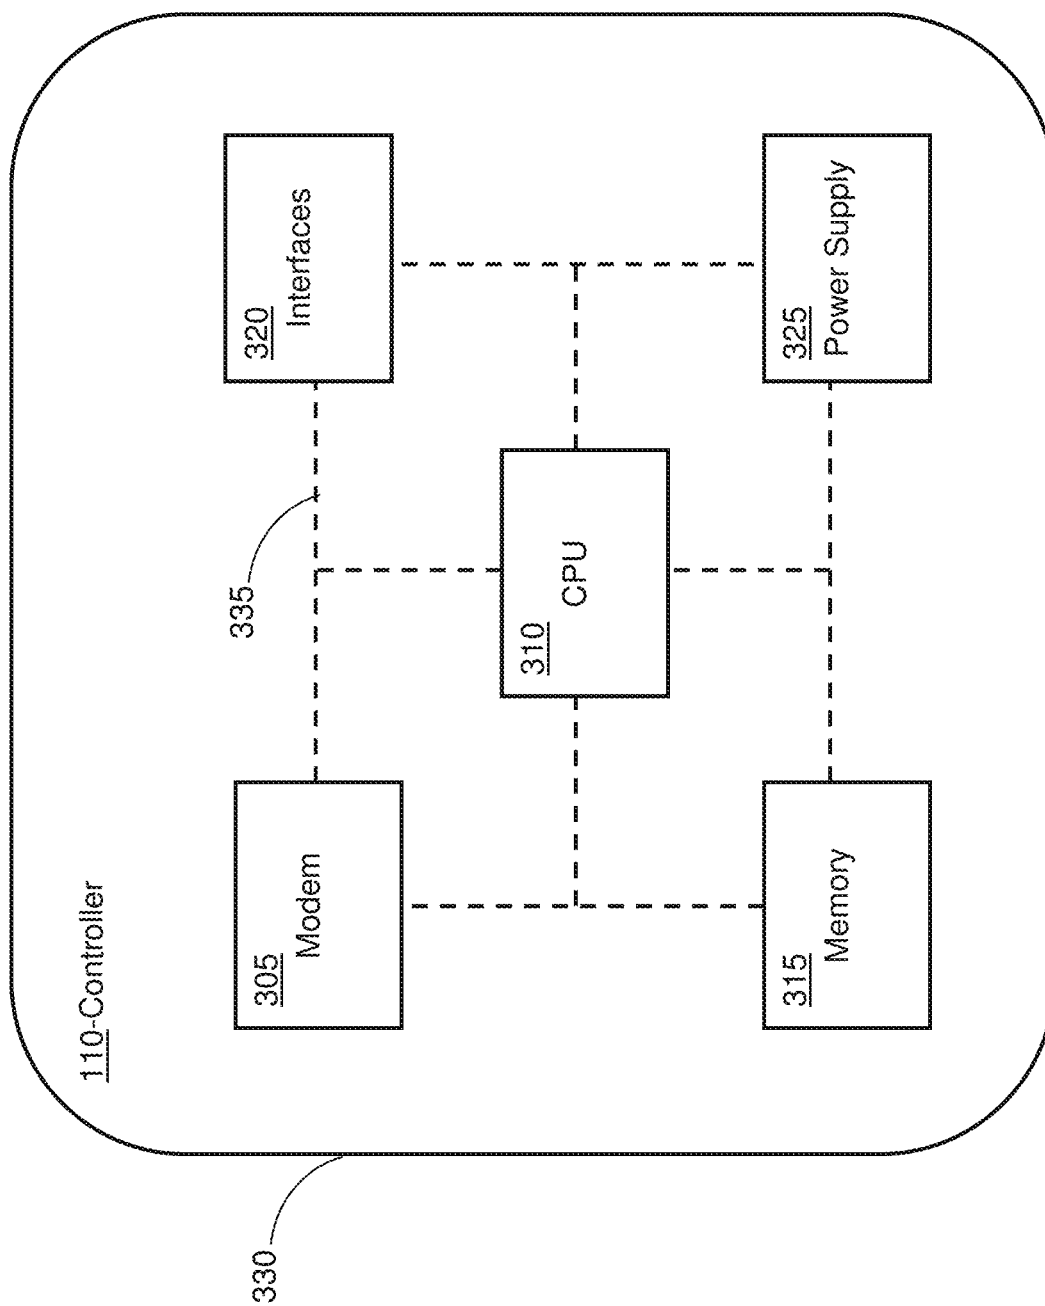 110-Controller
305
Modem
335
320
Interfaces
310
CPU
315
Memory
325
Power Supply
330